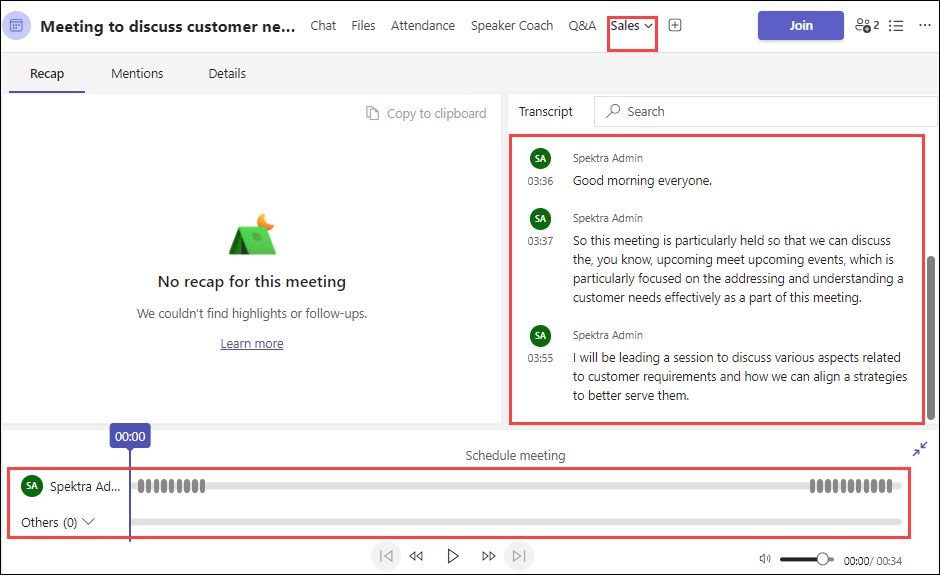 Meeting to discuss customer ne...
Chat
Files
Attendance
Speaker Coach
Q&A
Sales
Join
2
Recap
Mentions
Details
Copy to clipboard
No recap for this meeting
We couldn't find highlights or follow-ups.
Learn more
Transcript
Search
SA
Spektra Admin
03:36
Good morning everyone.
SA
Spektra Admin
03:37
So this meeting is particularly held so that we can discuss
the, you know, upcoming meet upcoming events, which is
particularly focused on the addressing and understanding a
customer needs effectively as a part of this meeting.
SA
Spektra Admin
03:55
I will be leading a session to discuss various aspects related
to customer requirements and how we can align a strategies
to better serve them.
00:00
Schedule meeting
SA
Spektra Ad...
Others (0)
00:00/ 00:34